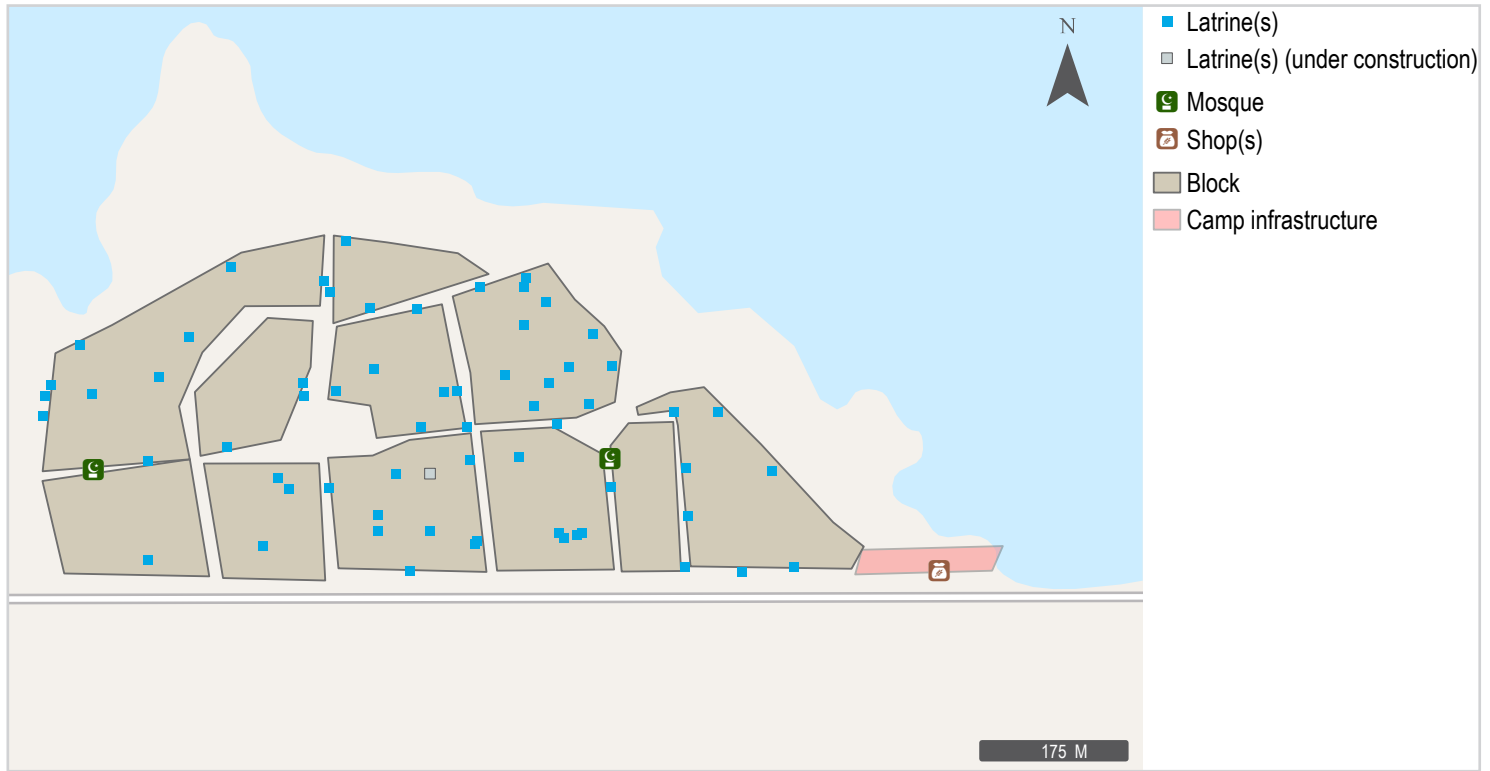 N
Latrine(s)
Latrine(s) (under construction)
Mosque
Shop(s)
Block
Camp infrastructure
175 M